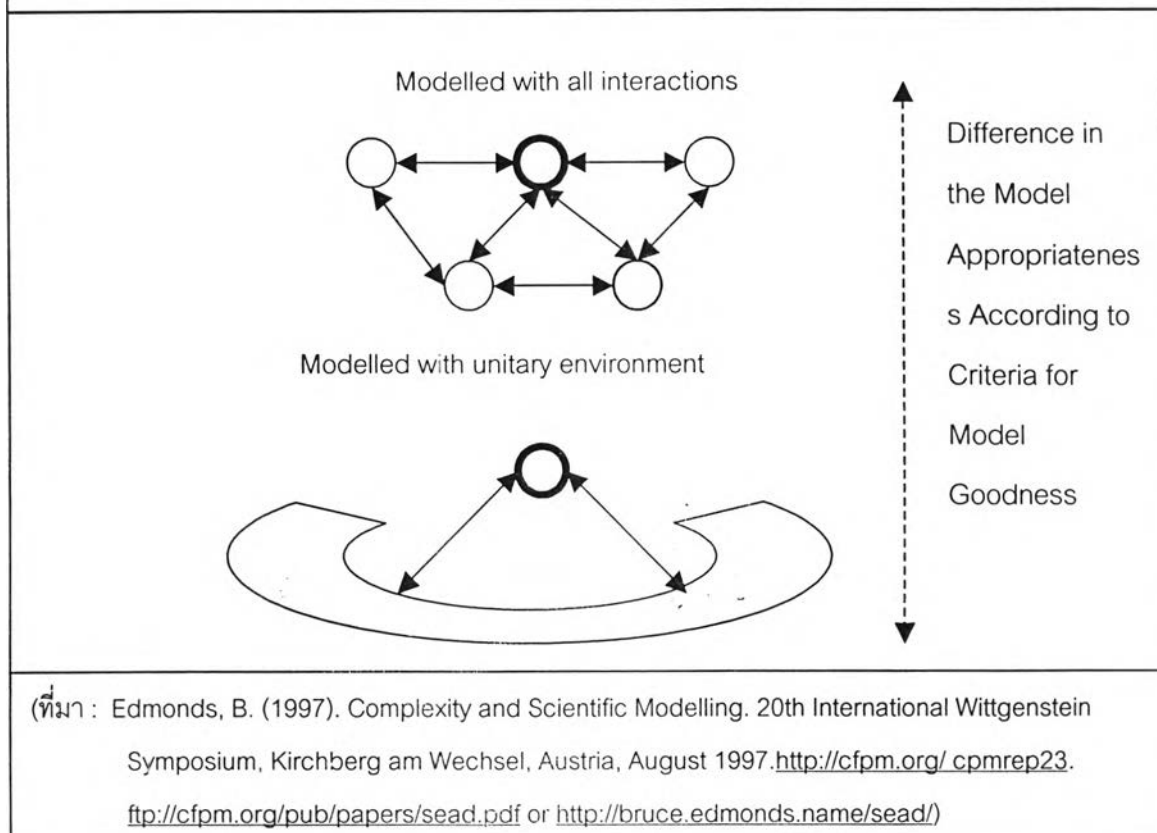 Modelled with all interactions
Difference in
the Model
Appropriatenes
s According to
Criteria for
Model
Goodness
Modelled with unitary environment
(ที่มา : Edmonds, B. (1997). Complexity and Scientific Modelling. 20th International Wittgenstein
Symposium, Kirchberg am Wechsel, Austria, August 1997.http://cfpm.org/ cpmrep23.
ftp://cfpm.org/pub/papers/sead.pdf or http://bruce.edmonds.name/sead/)